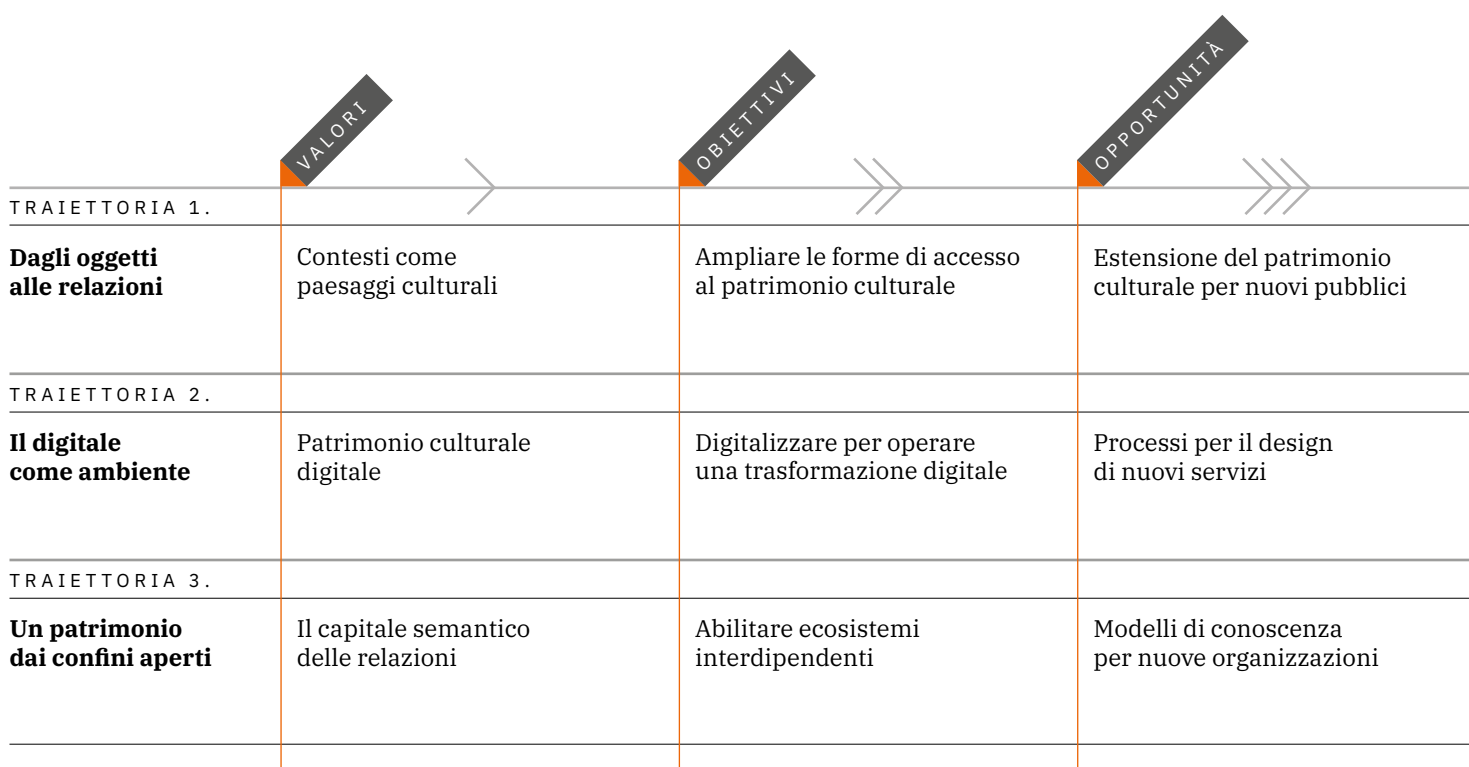 VALORI
OBIETTIVI
OPPORTUNITÀ
TRAIETTORIA 1.
Dagli oggetti
alle relazioni
Contesti come
paesaggi culturali
Ampliare le forme di accesso
al patrimonio culturale
Estensione del patrimonio
culturale per nuovi pubblici
TRAIETTORIA 2.
Il digitale
come ambiente
Patrimonio culturale
digitale
Digitalizzare per operare
una trasformazione digitale
Processi per il design
di nuovi servizi
TRAIETTORIA 3.
Un patrimonio
dai confini aperti
Il capitale semantico
delle relazioni
Abilitare ecosistemi
interdipendenti
Modelli di conoscenza
per nuove organizzazioni